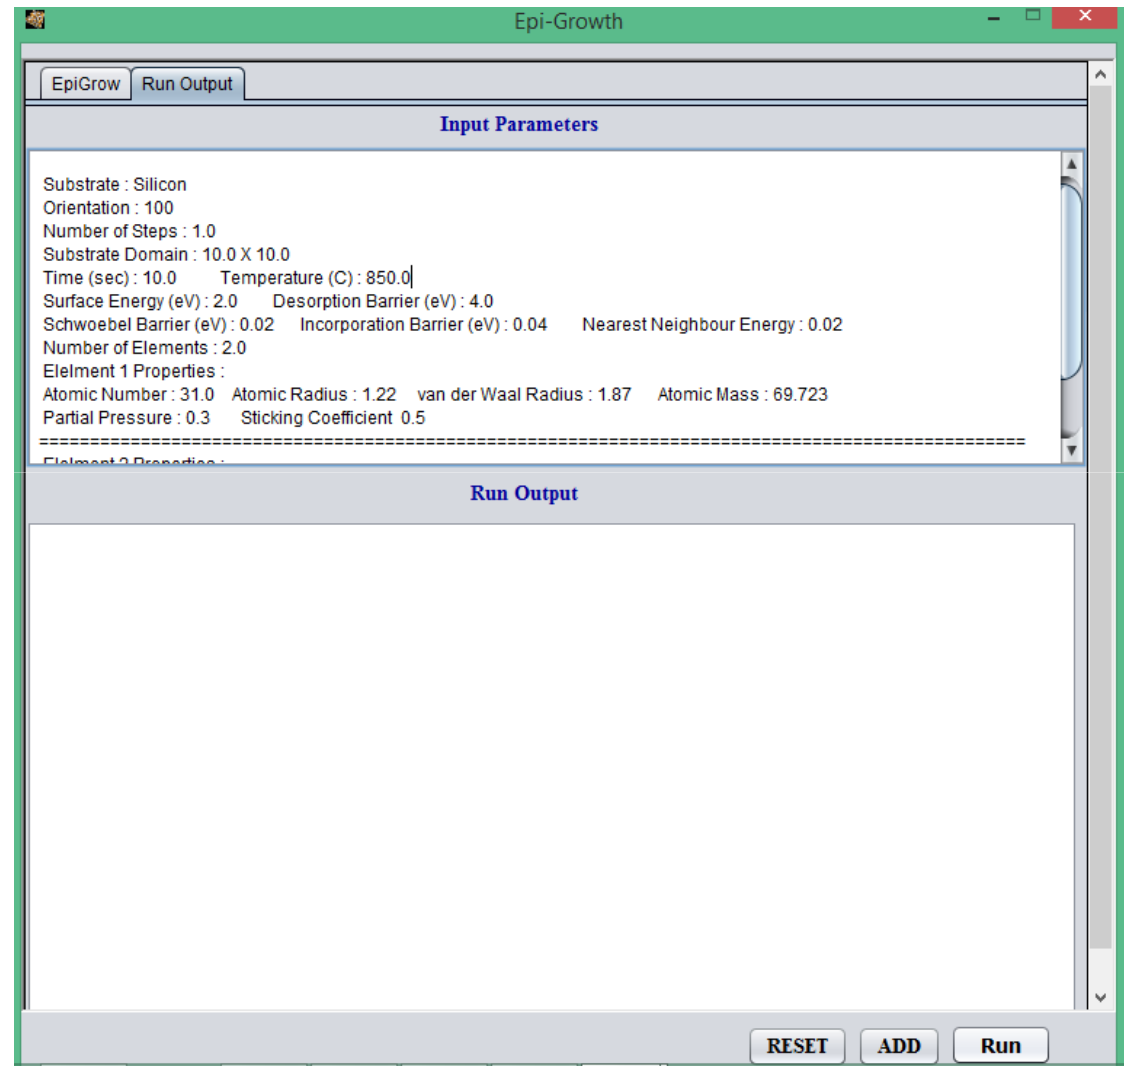 Epi-Growth
EpiGrow Run Output
Input Parameters
Substrate : Silicon
Orientation : 100
Number of Steps : 1.0
Substrate Domain : 10.0 X 10.0
Time (sec) : 10.0 Temperature (C) : 850.0
Surface Energy (eV) : 2.0 Desorption Barrier (eV) : 4.0
Schwoebel Barrier (eV) : 0.02 Incorporation Barrier (eV) : 0.04 Nearest Neighbour Energy : 0.02
Number of Elements : 2.0
Elelment 1 Properties :
Atomic Number : 31.0 Atomic Radius : 1.22 van der Waal Radius : 1.87 Atomic Mass : 69.723
Partial Pressure : 0.3 Sticking Coefficient 0.5
=================================================================================================
Elelment 2 Properties :
Run Output
RESET ADD Run